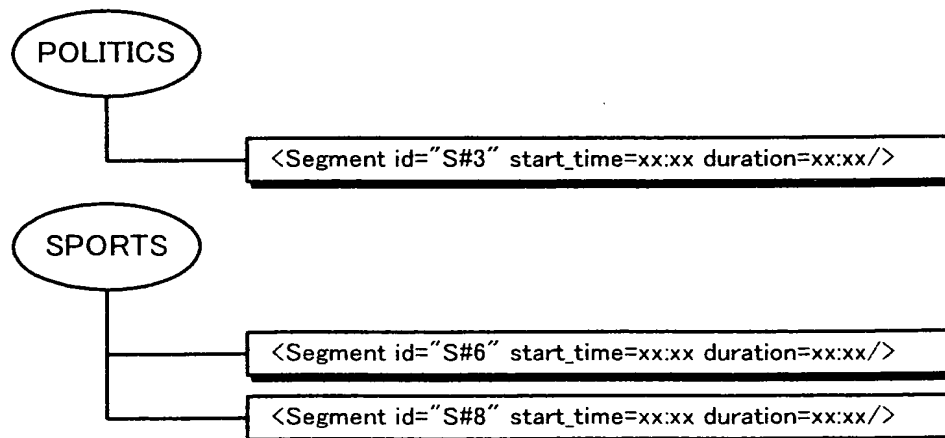 POLITICS
<Segment id="S#3" start_time=xx:xx duration=xx:xx/>
SPORTS
<Segment id="S#6" start_time=xx:xx duration=xx:xx/>
<Segment id="S#8" start_time=xx:xx duration=xx:xx/>